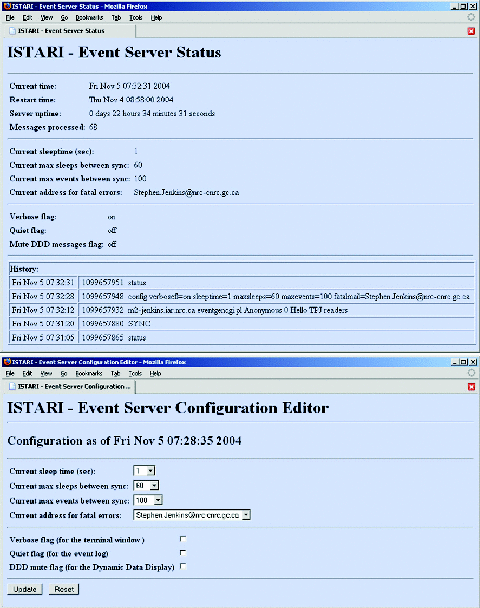 ISTARI - Event Server Status - Mozilla Firefox
File Edit View Go Bookmarks Tab Tools Help
ISTARI - Event Server Status
ISTARI - Event Server Status
Current time: Fri Nov 5 07:32:31 2004
Restart time: Thu Nov 4 08:58:00 2004
Server uptime: 0 days 22 hours 34 minutes 31 seconds
Messages processed: 68
Current sleeptime (sec): 1
Current max sleeps between sync: 60
Current max events between sync: 100
Current address for fatal errors: Stephen.Jenkins@nrc-cnrc.gc.ca
Verbose flag: on
Quiet flag: off
Mute DDD messages flag: off
History:
Fri Nov 5 07:32:31 1099657951 status
Fri Nov 5 07:32:28 1099657948 config verbosefl=on sleeptime=1 maxsleeps=60 maxevents=100 fatalmail=Stephen.Jenkins@nrc-cnrc.gc.ca
Fri Nov 5 07:32:12 1099657932 m2-jenkins.iar.nrc.ca eventgencgi.pl Anonymous 0 Hello TPJ readers
Fri Nov 5 07:31:20 1099657880 SYNC
Fri Nov 5 07:31:05 1099657865 status
ISTARI - Event Server Configuration Editor - Mozilla Firefox
File Edit View Go Bookmarks Tab Tools Help
ISTARI - Event Server Configuration ...
ISTARI - Event Server Configuration Editor
Configuration as of Fri Nov 5 07:28:35 2004
Current sleep time (sec): 1
Current max sleeps between sync: 60
Current max events between sync: 100
Current address for fatal errors: Stephen.Jenkins@nrc-cnrc.gc.ca
Verbose flag (for the terminal window )
Quiet flag (for the event log)
DDD mute flag (for the Dynamic Data Display)
Update Reset